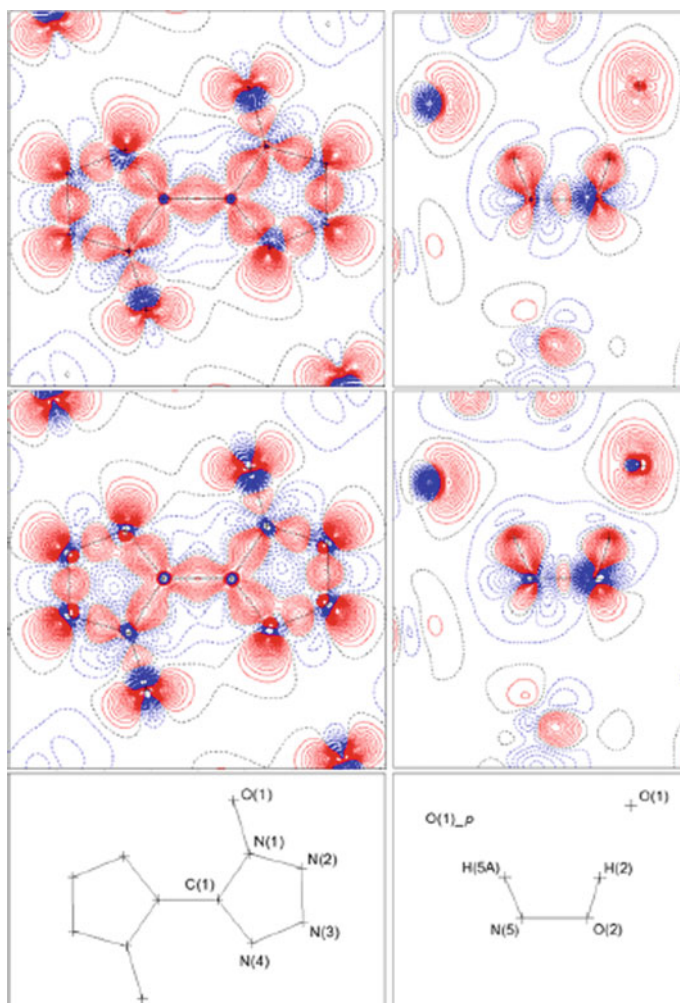 O(1)
N(1)
N(2)
C(1)
N(3)
N(4)
O(1)
O(1)_p
H(5A) H(2)
N(5) O(2)